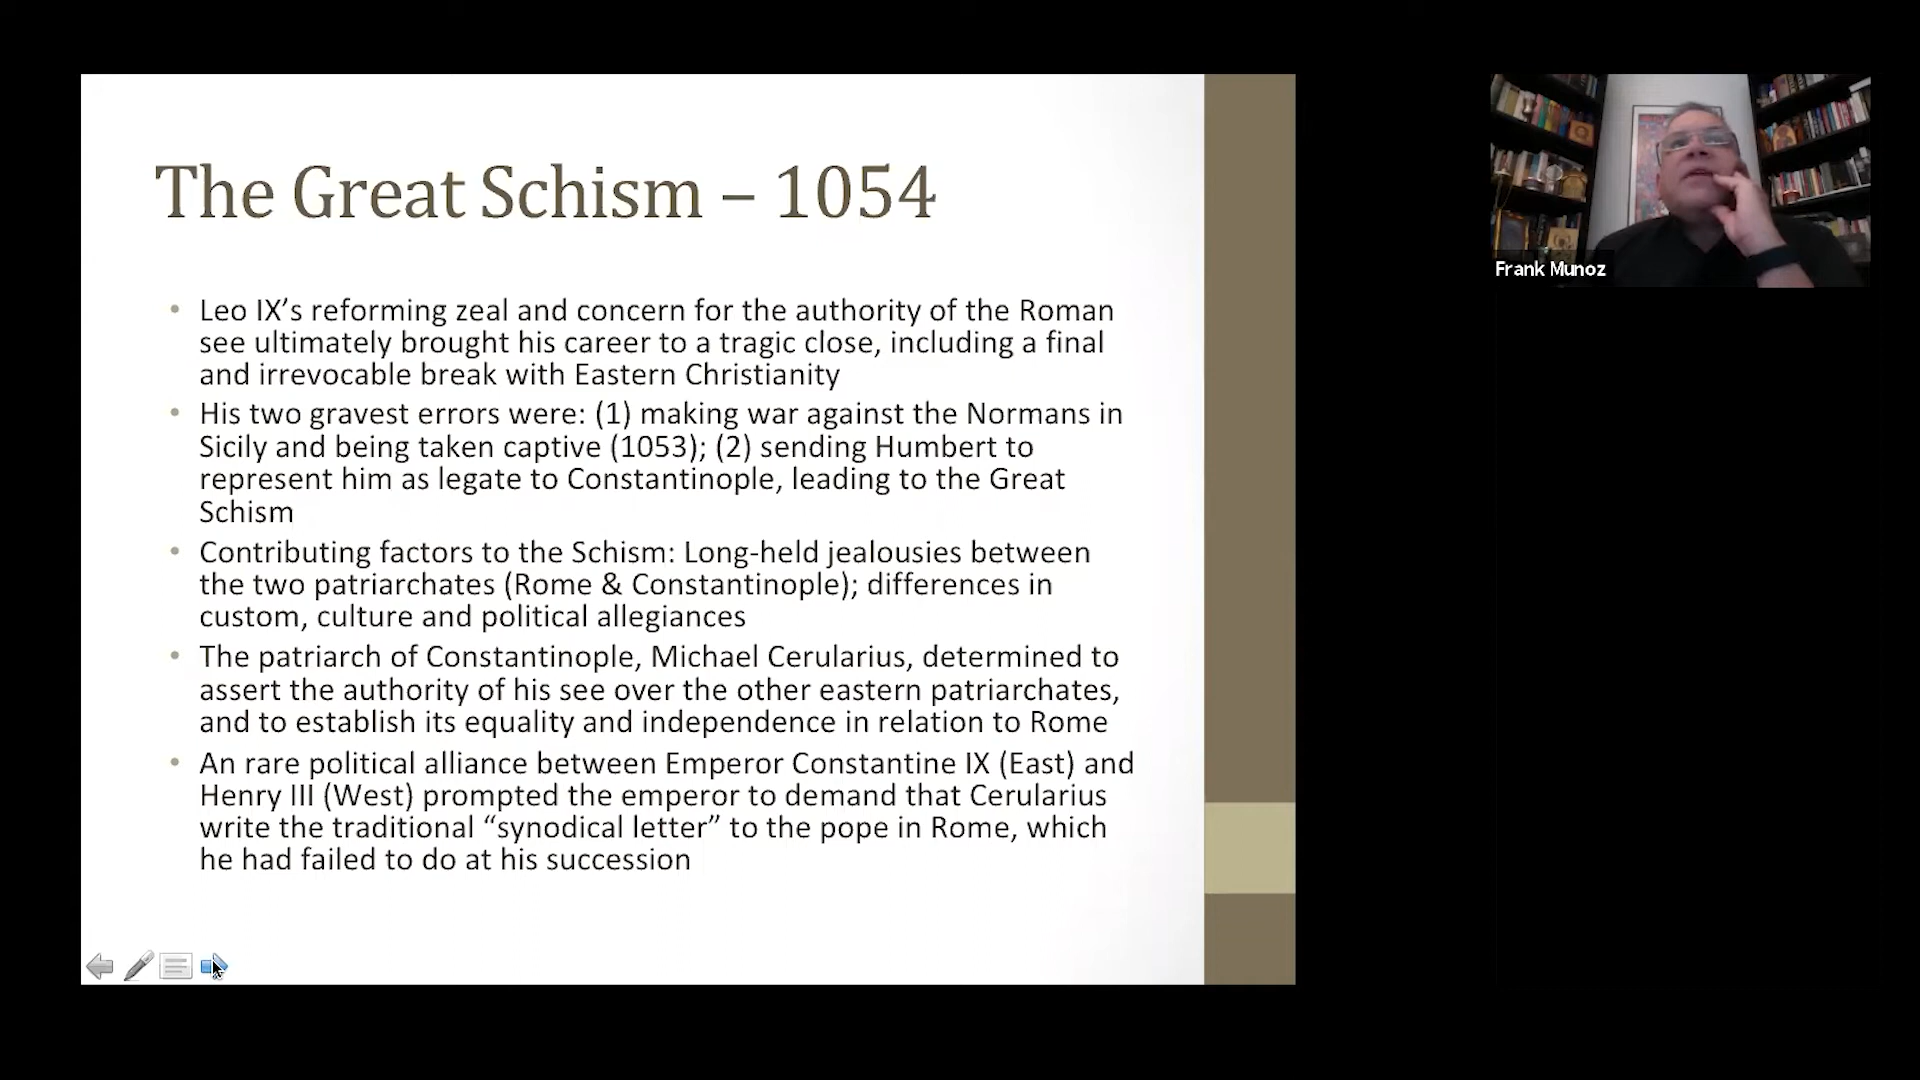 The Great Schism – 1054
• Leo IX’s reforming zeal and concern for the authority of the Roman
see ultimately brought his career to a tragic close, including a final
and irrevocable break with Eastern Christianity
• His two gravest errors were: (1) making war against the Normans in
Sicily and being taken captive (1053); (2) sending Humbert to
represent him as legate to Constantinople, leading to the Great
Schism
• Contributing factors to the Schism: Long-held jealousies between
the two patriarchates (Rome & Constantinople); differences in
custom, culture and political allegiances
• The patriarch of Constantinople, Michael Cerularius, determined to
assert the authority of his see over the other eastern patriarchates,
and to establish its equality and independence in relation to Rome
• An rare political alliance between Emperor Constantine IX (East) and
Henry III (West) prompted the emperor to demand that Cerularius
write the traditional “synodical letter” to the pope in Rome, which
he had failed to do at his succession
Frank Munoz